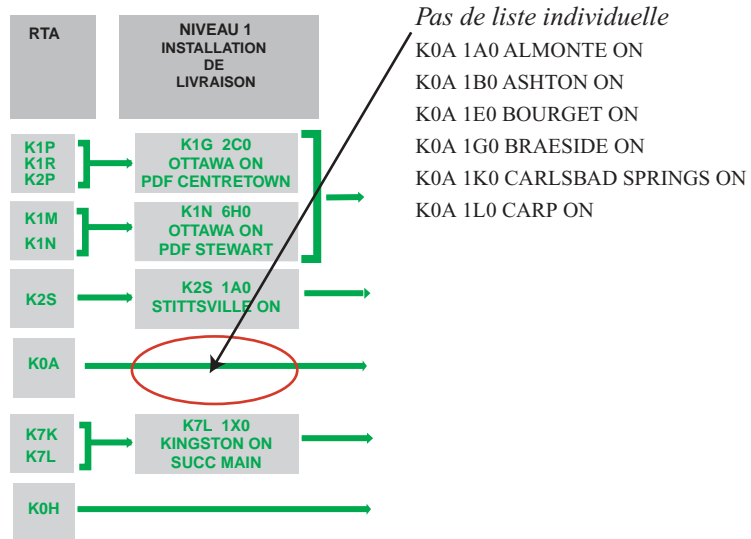 RTA
NIVEAU 1
INSTALLATION
DE
LIVRAISON
Pas de liste individuelle
K0A 1A0 ALMONTE ON
K0A 1B0 ASHTON ON
K0A 1E0 BOURGET ON
K0A 1G0 BRAESIDE ON
K0A 1K0 CARLSBAD SPRINGS ON
K0A 1L0 CARP ON
K1P
K1R
K2P
K1G 2C0
OTTAWA ON
PDF CENTRETOWN
K1M
K1N
K1N 6H0
OTTAWA ON
PDF STEWART
K2S
K2S 1A0
STITTSVILLE ON
K0A
K7K
K7L
K7L 1X0
KINGSTON ON
SUCC MAIN
K0H